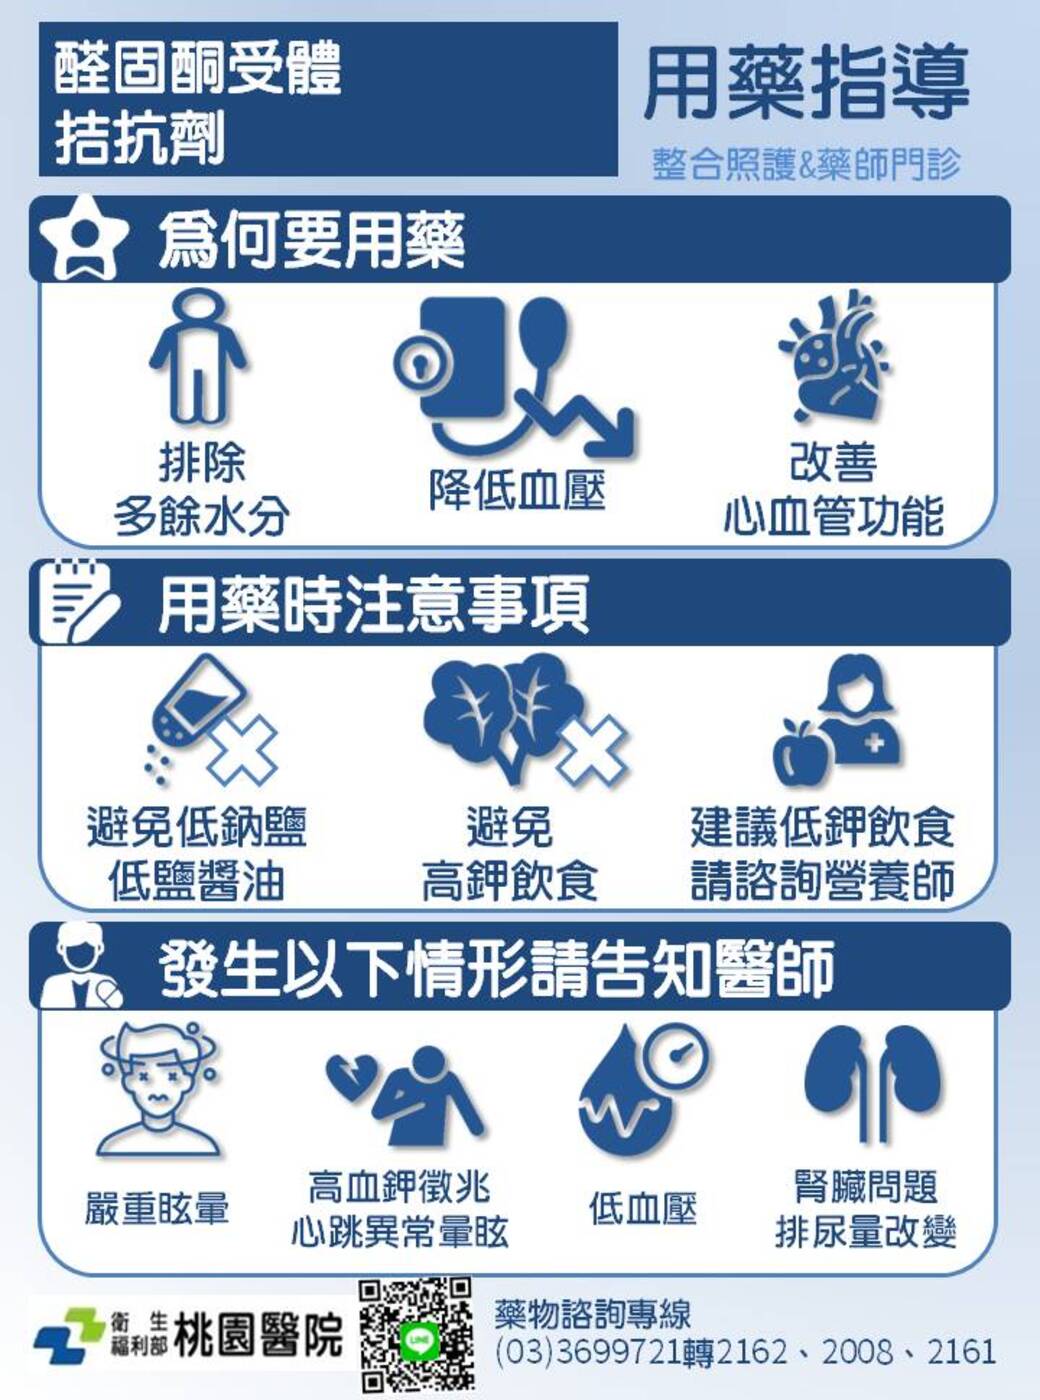 醛固酮受體
拮抗劑
用藥指導
整合照護&藥師門診
為何要用藥
排除
多餘水分
降低血壓
改善
心血管功能
用藥時注意事項
避免低鈉鹽
低鹽醬油
避免
高鉀飲食
建議低鉀飲食
請諮詢營養師
發生以下情形請告知醫師
嚴重眩暈
高血鉀徵兆
心跳異常暈眩
低血壓
腎臟問題
排尿量改變
衛生
福利部
桃園醫院
LINE
藥物諮詢專線
(03)3699721轉2162、2008、2161